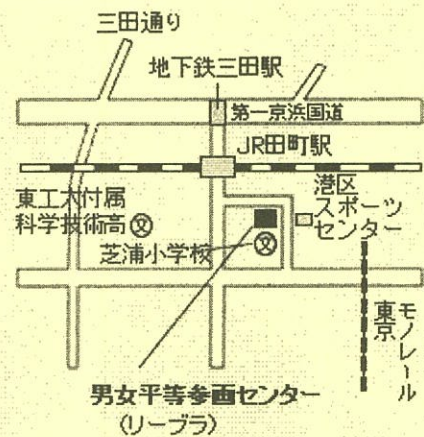 三田通り
地下鉄三田駅
第一京浜国道
JR田町駅
東工大付属
科学技術高 文
港区
スポーツ
センター
芝浦小学校
文
東京
モノレール
男女平等参画センター
(リーブラ)